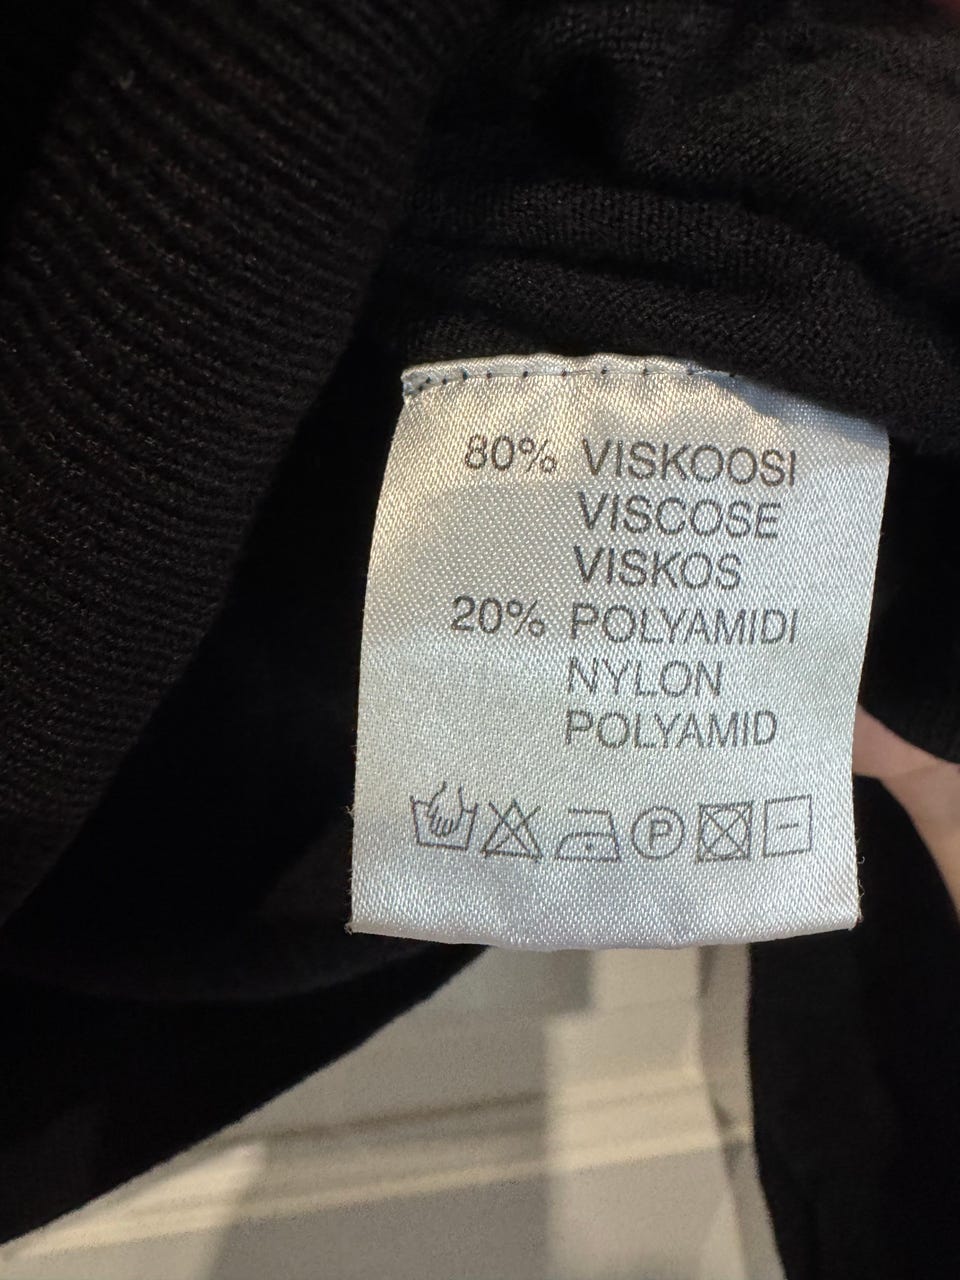 80% VISKOOSI
VISCOSE
VISKOS
20% POLYAMIDI
NYLON
POLYAMID
P